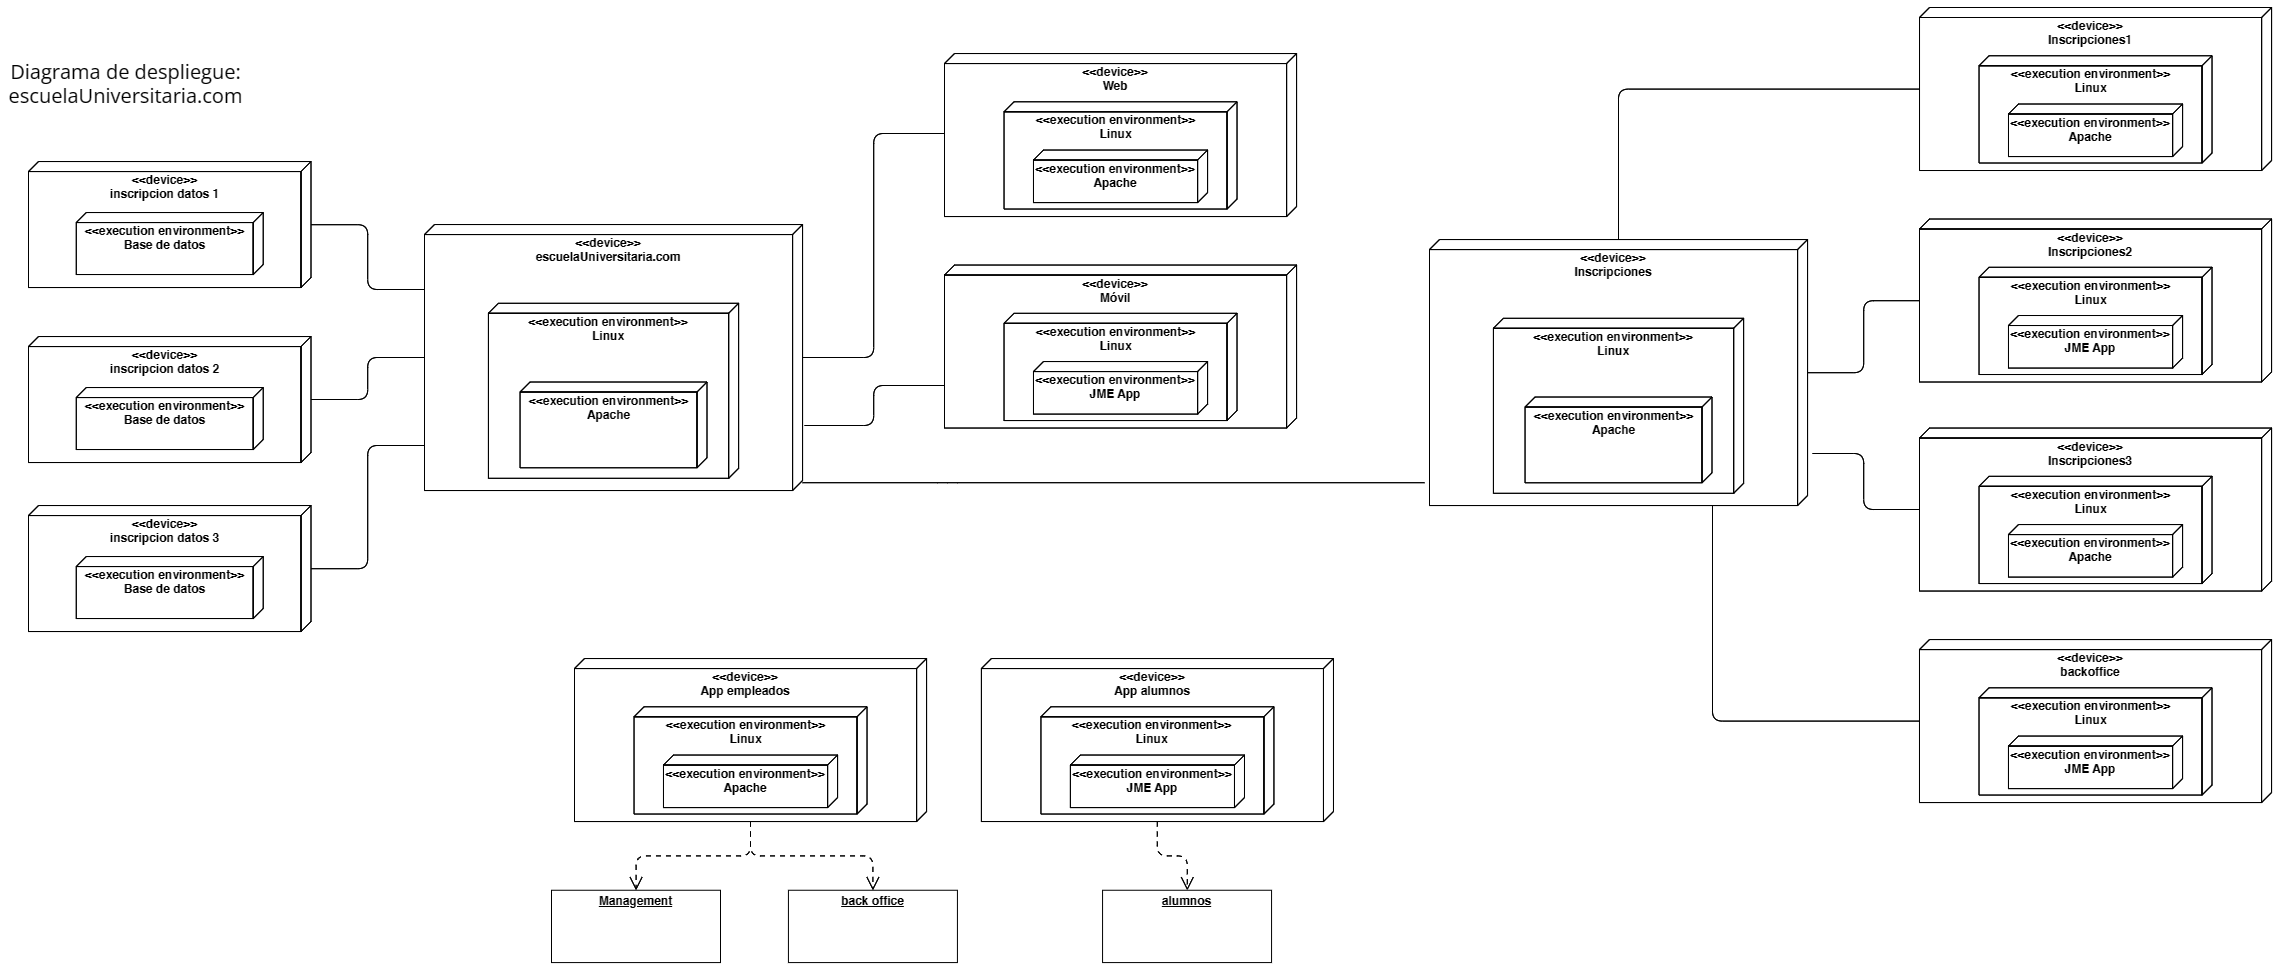 Diagrama de despliegue:
escuelaUniversitaria.com
<<device>>
inscripcion datos 1
<<execution environment>>
Base de datos
<<device>>
inscripcion datos 2
<<execution environment>>
Base de datos
<<device>>
inscripcion datos 3
<<execution environment>>
Base de datos
<<device>>
escuelaUniversitaria.com
<<execution environment>>
Linux
<<execution environment>>
Apache
<<device>>
Web
<<execution environment>>
Linux
<<execution environment>>
Apache
<<device>>
Móvil
<<execution environment>>
Linux
<<execution environment>>
JME App
<<device>>
Inscripciones
<<execution environment>>
Linux
<<execution environment>>
Apache
<<device>>
Inscripciones1
<<execution environment>>
Linux
<<execution environment>>
Apache
<<device>>
Inscripciones2
<<execution environment>>
Linux
<<execution environment>>
JME App
<<device>>
Inscripciones3
<<execution environment>>
Linux
<<execution environment>>
Apache
<<device>>
backoffice
<<execution environment>>
Linux
<<execution environment>>
JME App
<<device>>
App empleados
<<execution environment>>
Linux
<<execution environment>>
Apache
<<device>>
App alumnos
<<execution environment>>
Linux
<<execution environment>>
JME App
Management
back office
alumnos